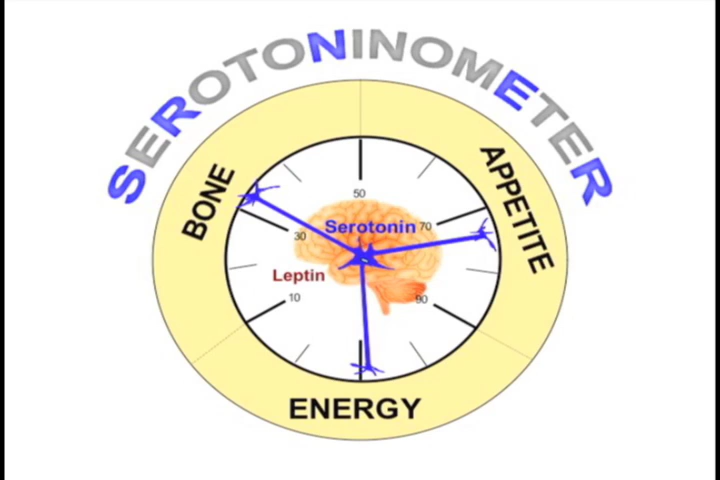 SEROTONINOMETER
BONE
APPETITE
50
Serotonin
70
30
Leptin
10
90
ENERGY